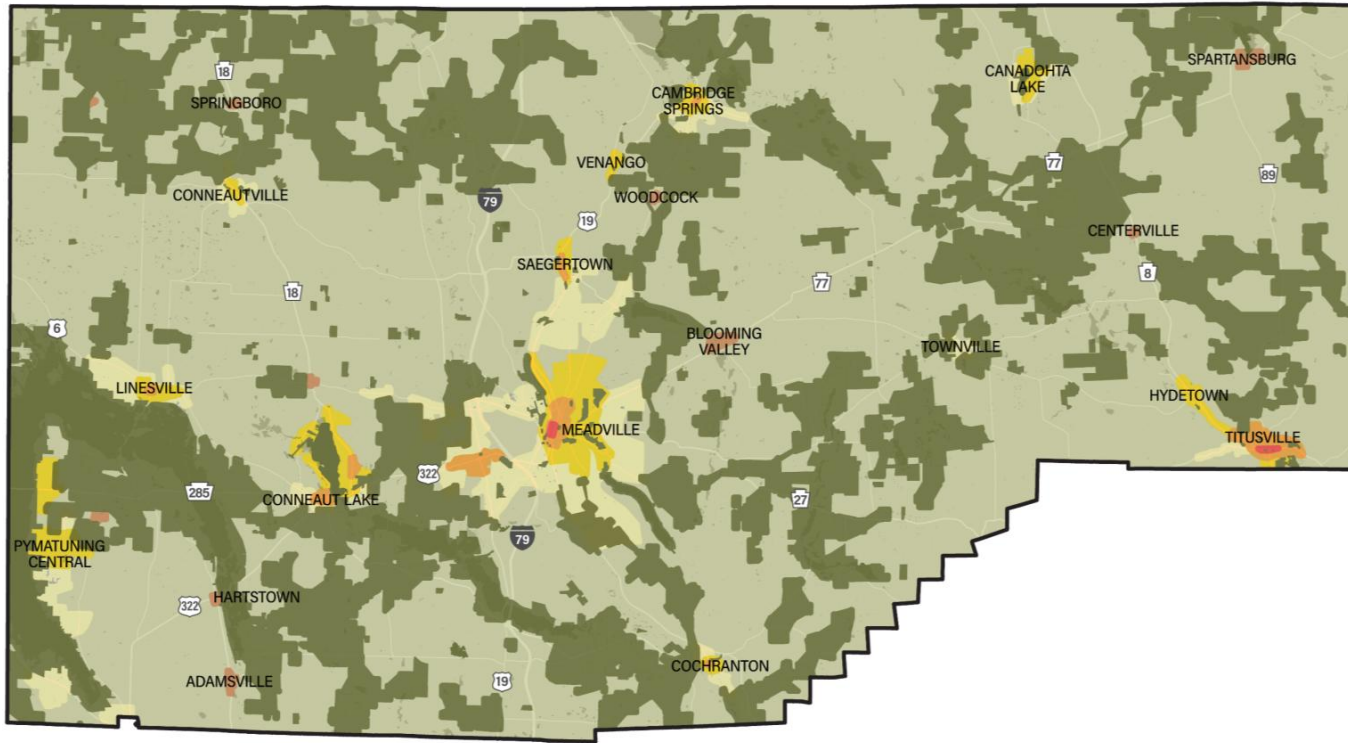 18
SPRINGBORO
CAMBRIDGE
SPRINGS
CANADOHTA
LAKE
SPARTANSBURG
VENANGO
77
89
CONNEAUTVILLE
79
WOODCOCK
19
CENTERVILLE
SAEGERTOWN
8
18
77
6
BLOOMING
VALLEY
TOWNVILLE
LINESVILLE
HYDETOWN
MEADVILLE
TITUSVILLE
322
285
CONNEAUT LAKE
27
79
PYMATUNING
CENTRAL
322
HARTSTOWN
COCHRANTON
ADAMSVILLE
19